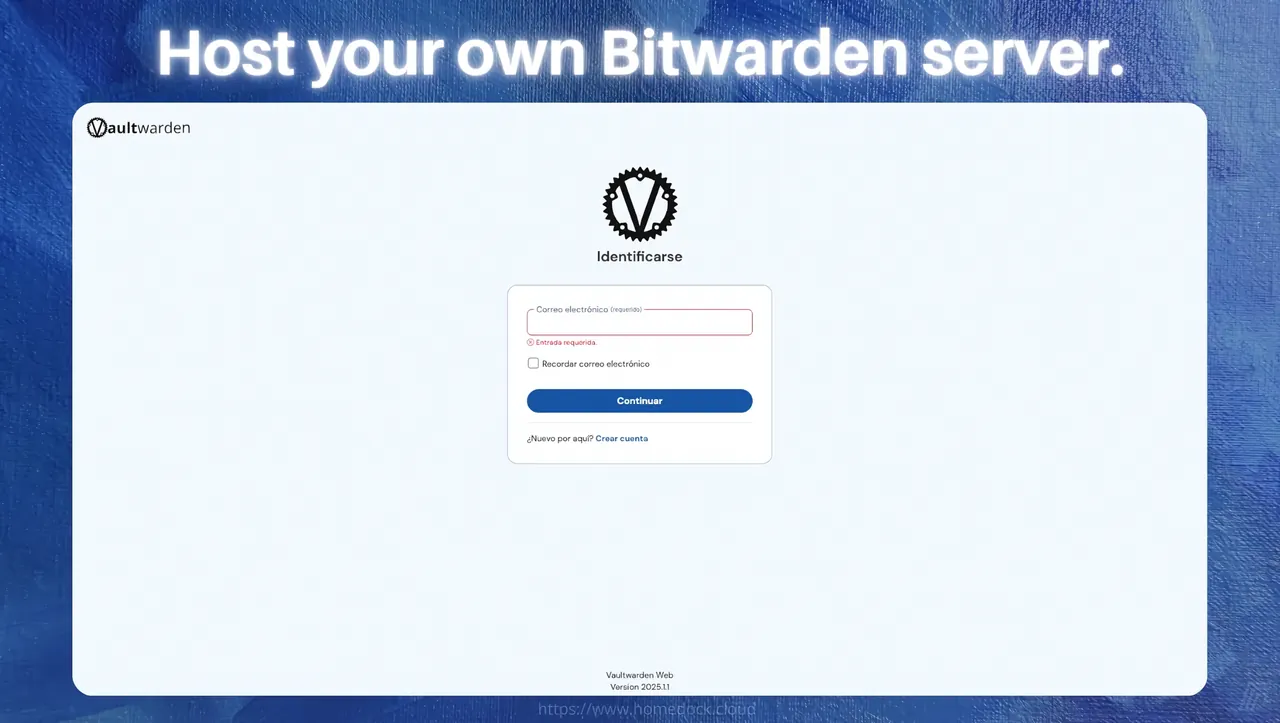 Host your own Bitwarden server.
Vaultwarden
Identificarse
Correo electrónico (requerido)
Entrada requerida.
Recordar correo electrónico
Continuar
¿Nuevo por aquí? Crear cuenta
Vaultwarden Web
Version 2025.1.1
https://www.homedock.cloud